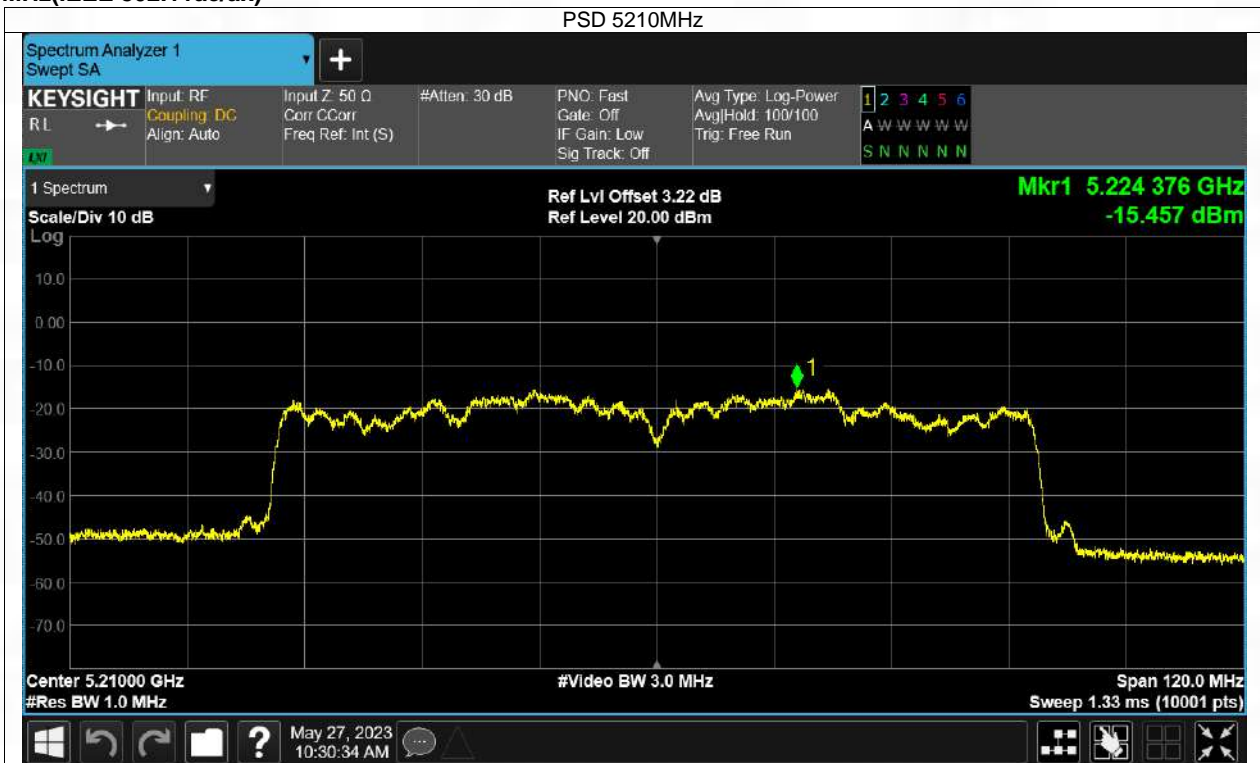 PSD 5210MHz
Spectrum Analyzer 1
Swept SA
+
KEYSIGHT
RL
LXI
Input: RF
Coupling: DC
Align: Auto
Input Z: 50 Ω
Corr CCorr
Freq Ref: Int (S)
#Atten: 30 dB
PNO: Fast
Gate: Off
IF Gain: Low
Sig Track: Off
Avg Type: Log-Power
Avg|Hold: 100/100
Trig: Free Run
1 2 3 4 5 6
A W W W W W
S N N N N N
1 Spectrum
Scale/Div 10 dB
Log
Ref Lvl Offset 3.22 dB
Ref Level 20.00 dBm
Mkr1 5.224 376 GHz
-15.457 dBm
10.0
0.00
-10.0
-20.0
-30.0
-40.0
-50.0
-60.0
-70.0
1
Center 5.21000 GHz
#Res BW 1.0 MHz
#Video BW 3.0 MHz
Span 120.0 MHz
Sweep 1.33 ms (10001 pts)
?
May 27, 2023
10:30:34 AM